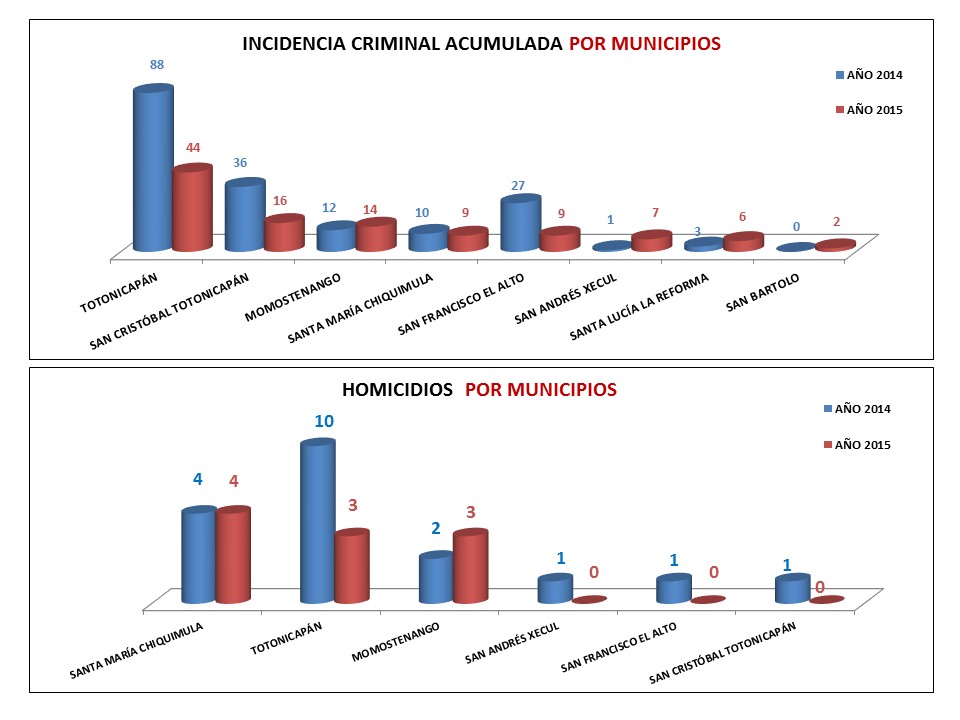 INCIDENCIA CRIMINAL ACUMULADA POR MUNICIPIOS
88
AÑO 2014
AÑO 2015
44
36
16
12
14
10
9
27
9
1
7
3
6
0
2
TOTONICAPÁN
SAN CRISTÓBAL TOTONICAPÁN
MOMOSTENANGO
SANTA MARÍA CHIQUIMULA
SAN FRANCISCO EL ALTO
SAN ANDRÉS XECUL
SANTA LUCÍA LA REFORMA
SAN BARTOLO
HOMICIDIOS POR MUNICIPIOS
AÑO 2014
AÑO 2015
4
4
10
3
2
3
1
0
1
0
1
0
SANTA MARÍA CHIQUIMULA
TOTONICAPÁN
MOMOSTENANGO
SAN ANDRÉS XECUL
SAN FRANCISCO EL ALTO
SAN CRISTÓBAL TOTONICAPÁN